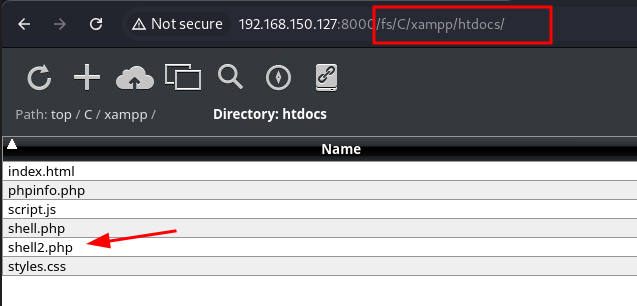 Not secure 192.168.150.127:8000/fs/C/xampp/htdocs/
Path: top / C / xampp / Directory: htdocs
Name
index.html
phpinfo.php
script.js
shell.php
shell2.php
styles.css